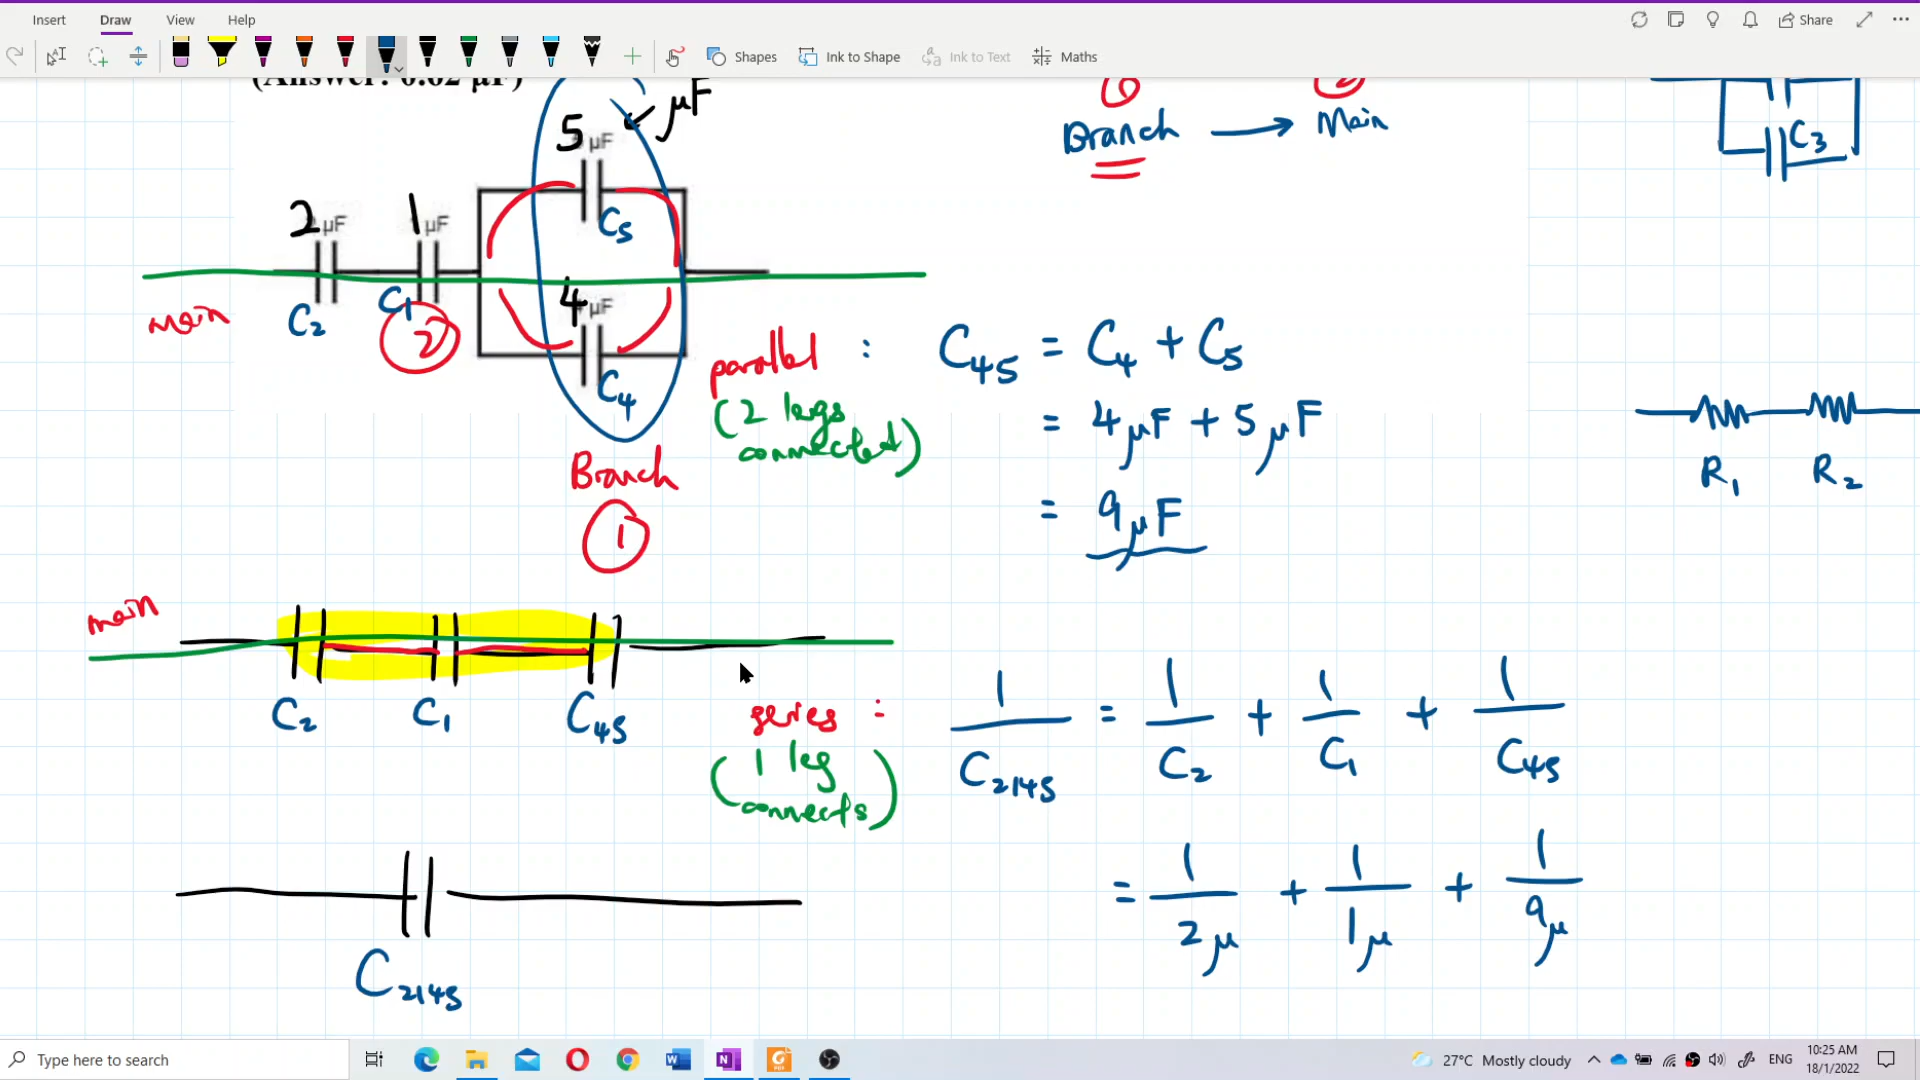 Insert Draw View Help
Share
Shapes Ink to Shape Ink to Text Maths
(Answer: 0.62 µF)
µF
5 µF
Branch → Main
C3
2 µF 1 µF
C5
4 µF
main C2 C1 2
C4
parallel : C45 = C4 + C5
(2 legs connected)
= 4µF + 5µF
R1 R2
Branch
= 9µF
1
main
C2 C1 C45
series : 1/C2145 = 1/C2 + 1/C1 + 1/C45
(1 leg connects)
= 1/2µ + 1/1µ + 1/9µ
C2145
Type here to search
27°C Mostly cloudy
ENG
10:25 AM
18/1/2022